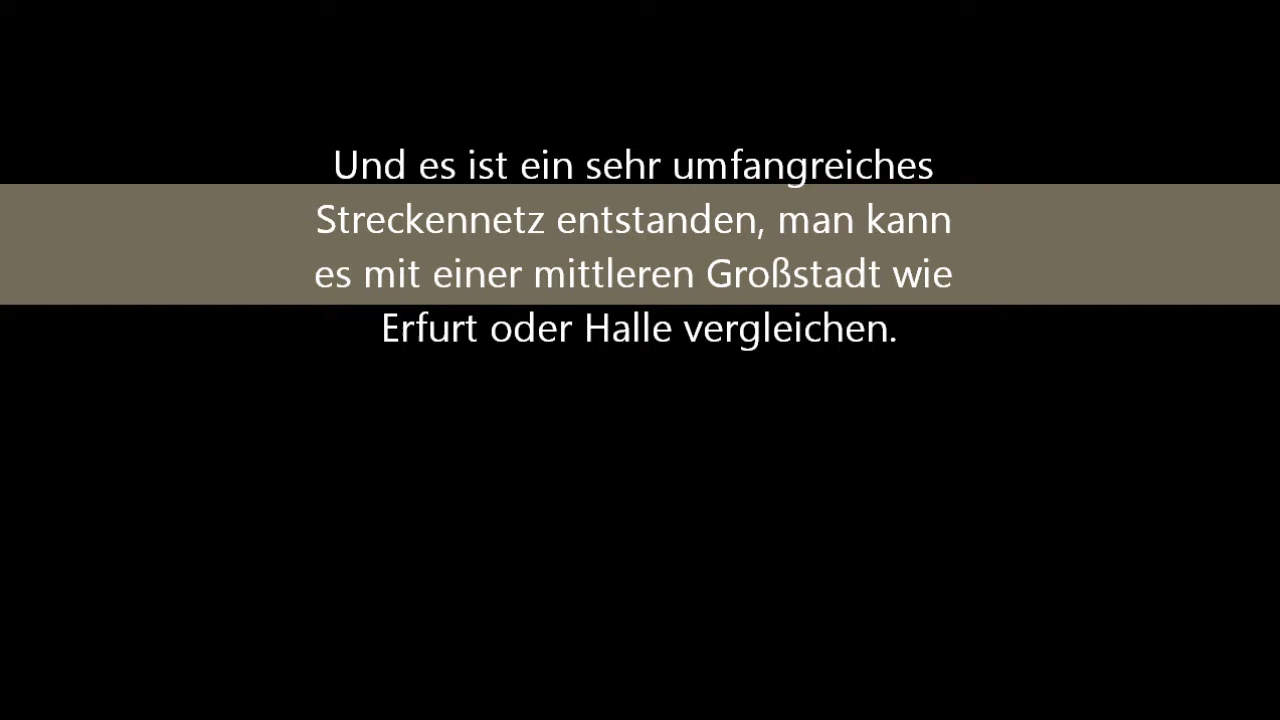 Und es ist ein sehr umfangreiches
Streckennetz entstanden, man kann
es mit einer mittleren Großstadt wie
Erfurt oder Halle vergleichen.